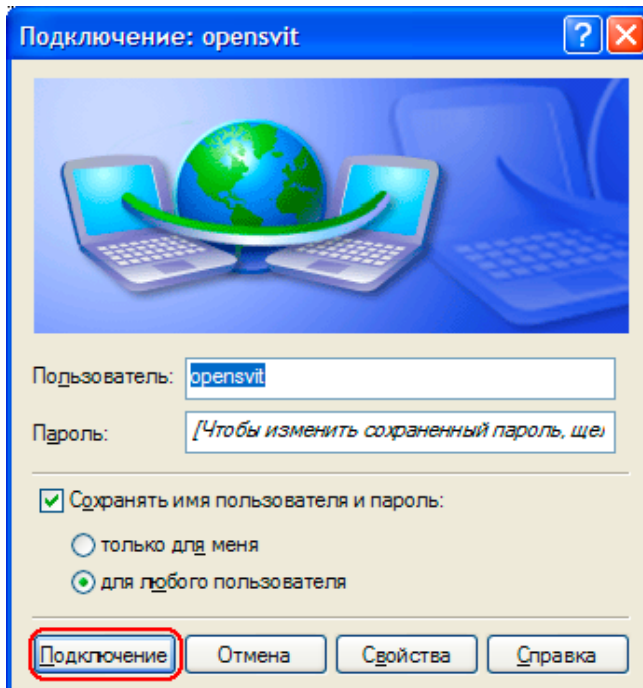 Подключение: opensvit
Пользователь: opensvit
Пароль: [Чтобы изменить сохраненный пароль, щел
Сохранять имя пользователя и пароль:
только для меня
для любого пользователя
Подключение Отмена Свойства Справка